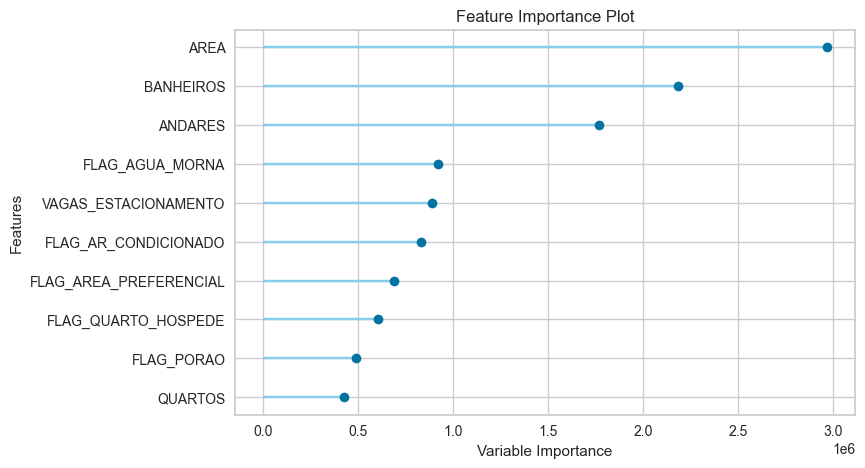 Feature Importance Plot
Features
AREA
BANHEIROS
ANDARES
FLAG_AGUA_MORNA
VAGAS_ESTACIONAMENTO
FLAG_AR_CONDICIONADO
FLAG_AREA_PREFERENCIAL
FLAG_QUARTO_HOSPEDE
FLAG_PORAO
QUARTOS
0.0 0.5 1.0 1.5 2.0 2.5 3.0
1e6
Variable Importance